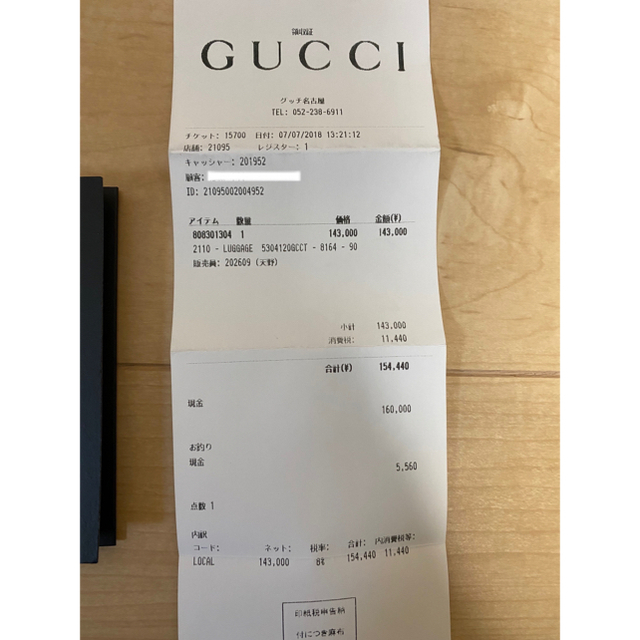 領収証
GUCCI
グッチ名古屋
TEL: 052-238-6911
チケット: 15700 日付: 07/07/2018 13:21:12
店舗: 21095 レジスター: 1
キャッシャー: 201952
顧客:
ID: 21095002004952
アイテム 数量 価格 金額(¥)
808301304 1 143,000 143,000
2110 - LUGGAGE 5304120GCCT - 8164 - 90
販売員: 202609 (天野)
小計 143,000
消費税: 11,440
合計(¥) 154,440
現金 160,000
お釣り
現金 5,560
点数 1
内訳
コード: ネット: 税率: 合計: 内消費税等:
LOCAL 143,000 8% 154,440 11,440
印紙税申告納
付につき麻布